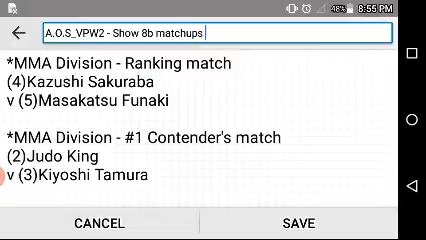 48% 8:55 PM
A.O.S_VPW2 - Show 8b matchups
*MMA Division - Ranking match
(4)Kazushi Sakuraba
v (5)Masakatsu Funaki
*MMA Division - #1 Contender's match
(2)Judo King
v (3)Kiyoshi Tamura
CANCEL SAVE